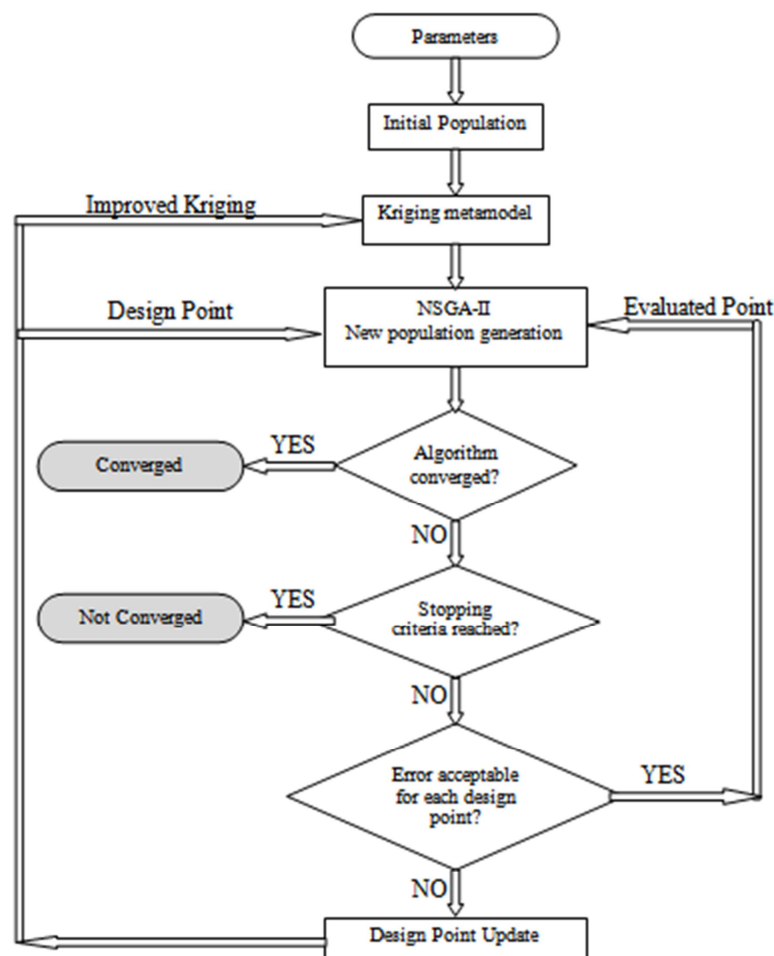 Parameters
Initial Population
Improved Kriging
Kriging metamodel
Design Point
NSGA-II
New population generation
Evaluated Point
YES
Converged
Algorithm
converged?
NO
YES
Not Converged
Stopping
criteria reached?
NO
Error acceptable
for each design
point?
YES
NO
Design Point Update